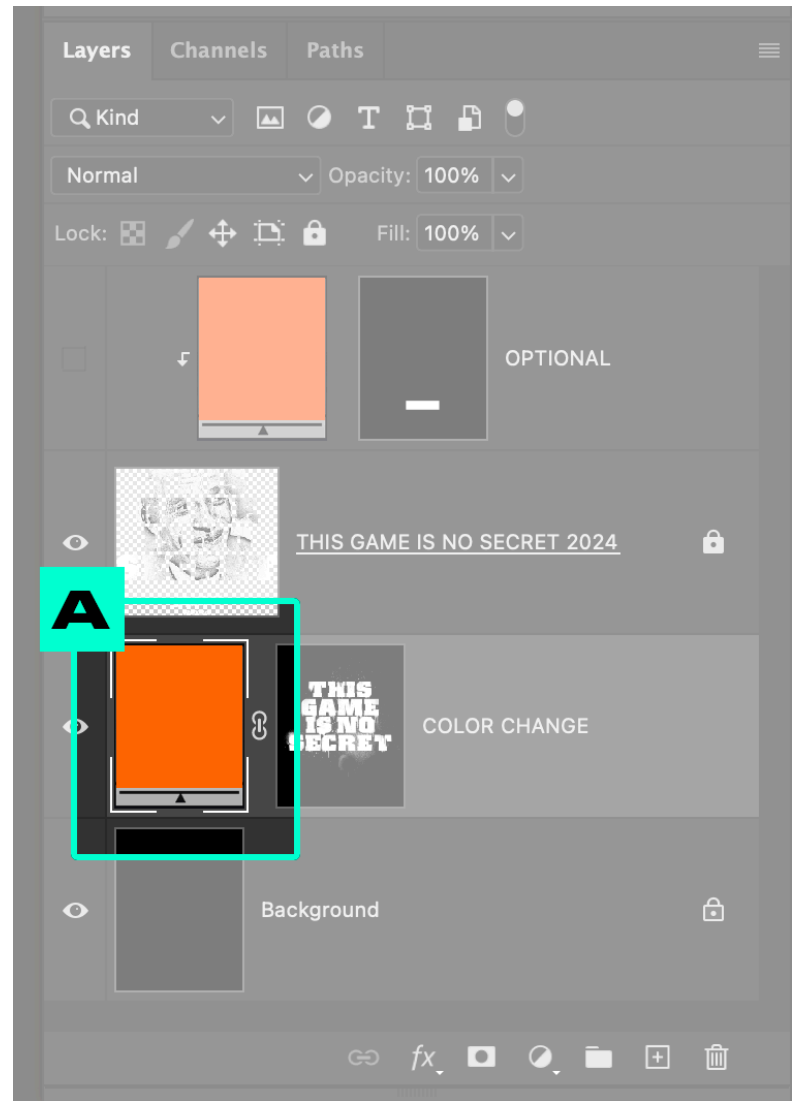 Layers Channels Paths
Kind T
Normal Opacity: 100%
Lock: Fill: 100%
OPTIONAL
THIS GAME IS NO SECRET 2024
A
THIS
GAME
IS NO
SECRET
COLOR CHANGE
Background
fx